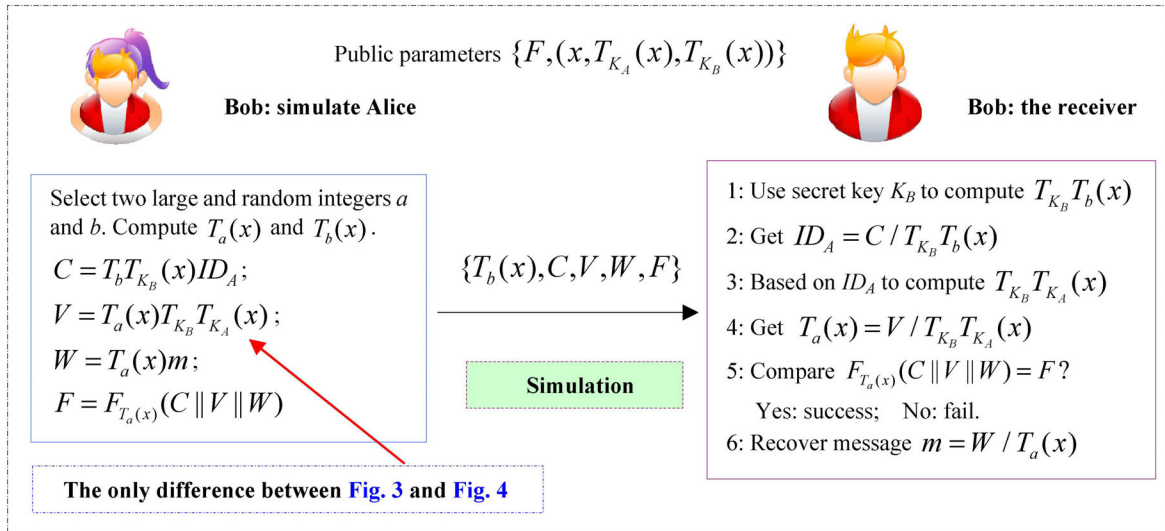 Public parameters {F,(x,T_{K_A}(x),T_{K_B}(x))}
Bob: simulate Alice
Bob: the receiver
Select two large and random integers a
and b. Compute T_a(x) and T_b(x).
C = T_bT_{K_B}(x)ID_A;
V = T_a(x)T_{K_B}T_{K_A}(x);
W = T_a(x)m;
F = F_{T_a(x)}(C || V || W)
The only difference between Fig. 3 and Fig. 4
{T_b(x),C,V,W,F}
Simulation
1: Use secret key K_B to compute T_{K_B}T_b(x)
2: Get ID_A = C / T_{K_B}T_b(x)
3: Based on ID_A to compute T_{K_B}T_{K_A}(x)
4: Get T_a(x) = V / T_{K_B}T_{K_A}(x)
5: Compare F_{T_a(x)}(C || V || W) = F?
Yes: success; No: fail.
6: Recover message m = W / T_a(x)